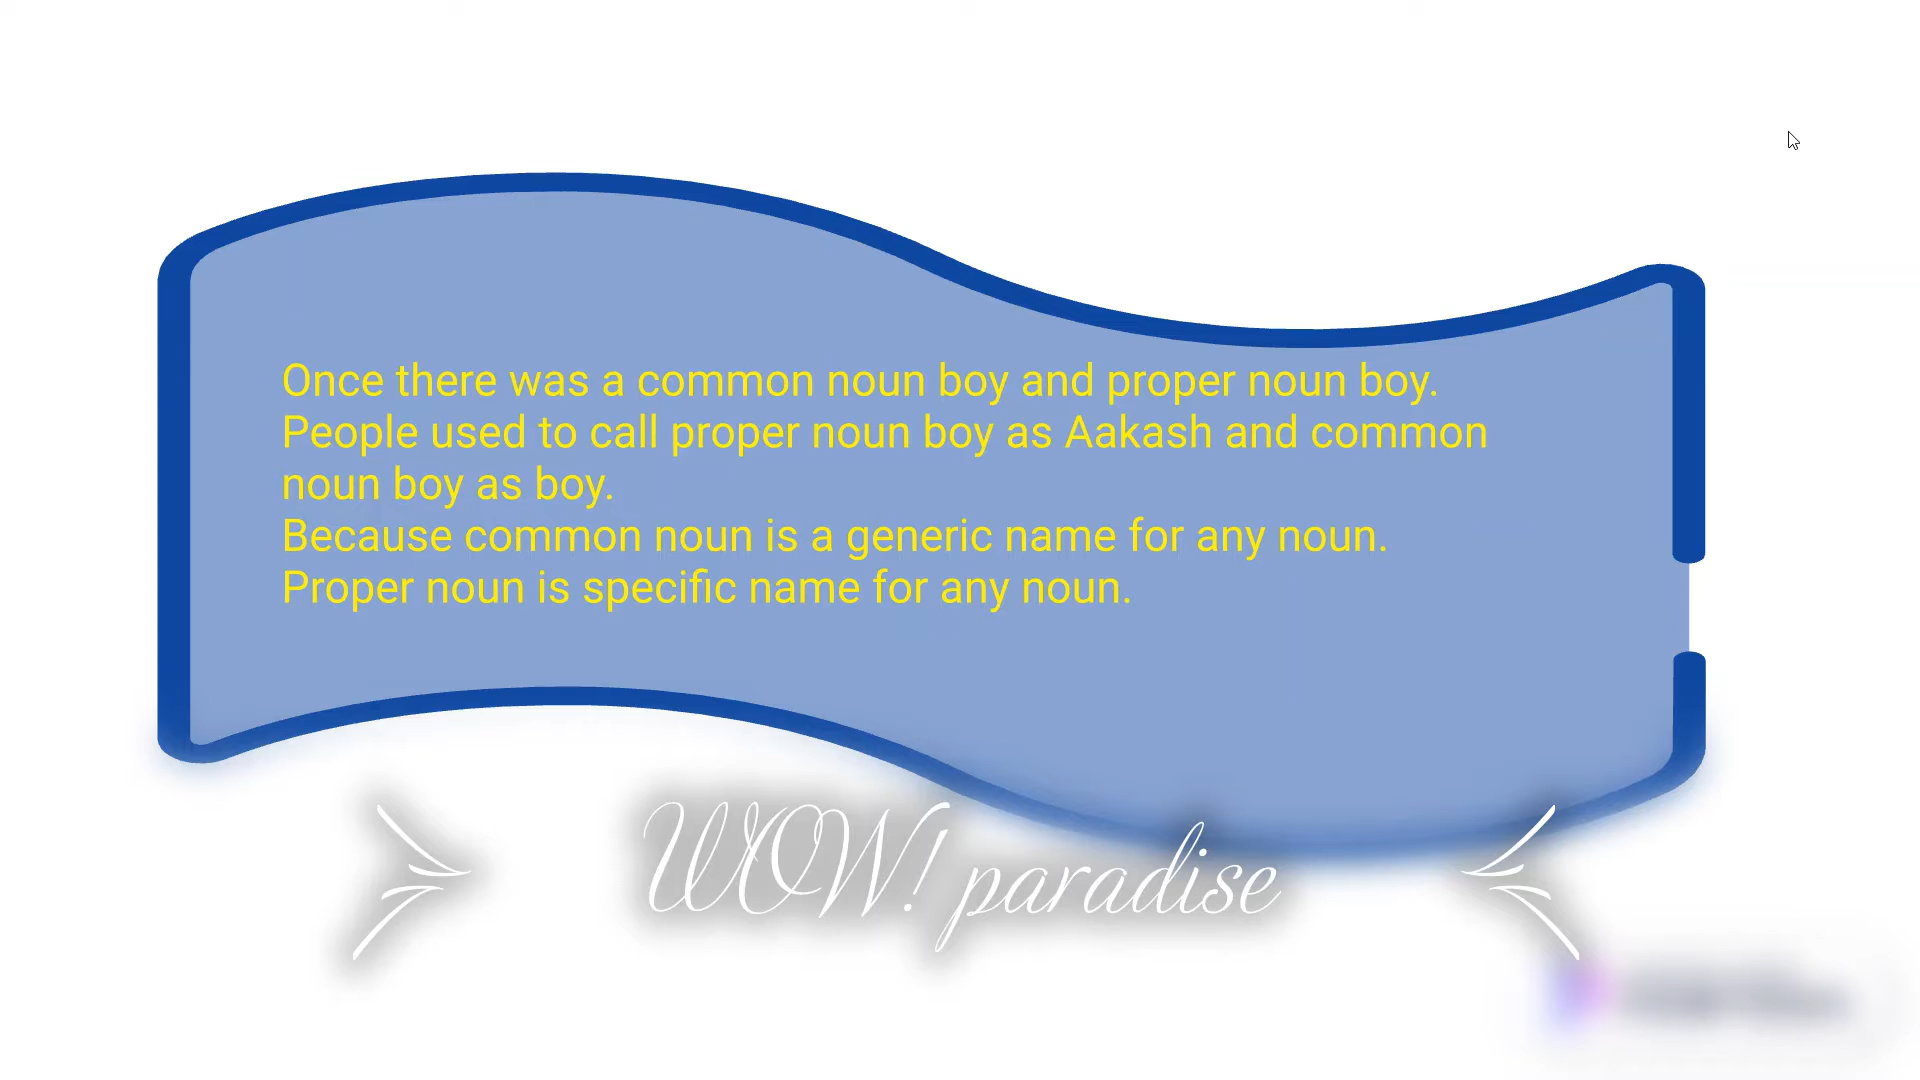 Once there was a common noun boy and proper noun boy.
People used to call proper noun boy as Aakash and common
noun boy as boy.
Because common noun is a generic name for any noun.
Proper noun is specific name for any noun.
WOW! paradise